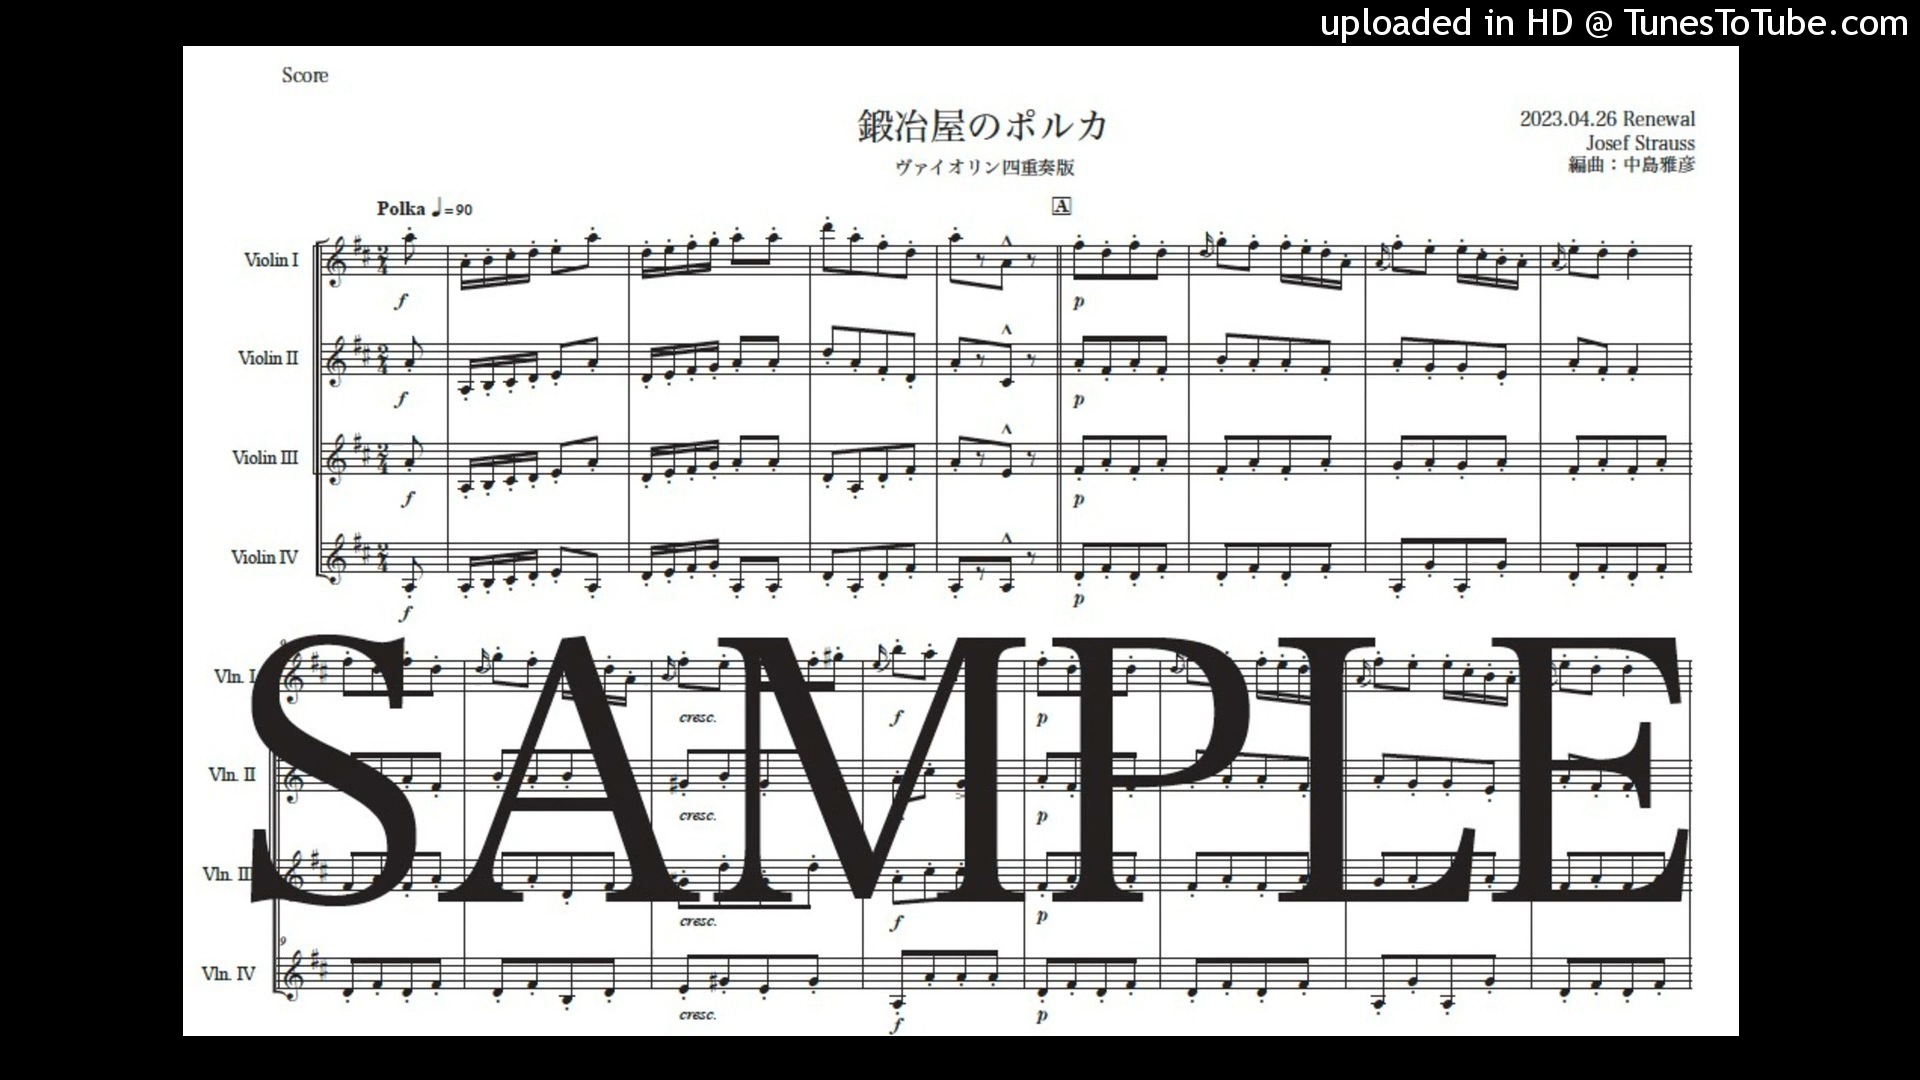 uploaded in HD @ TunesToTube.com
Score
鍛冶屋のポルカ
ヴァイオリン四重奏版
2023.04.26 Renewal
Josef Strauss
編曲：中島雅彦
Polka ♩=90
A
Violin I
f
p
Violin II
f
p
Violin III
f
p
Violin IV
f
p
SAMPLE
Vln. I
cresc.
f
p
Vln. II
cresc.
p
Vln. III
cresc.
f
p
9
Vln. IV
cresc.
f
p